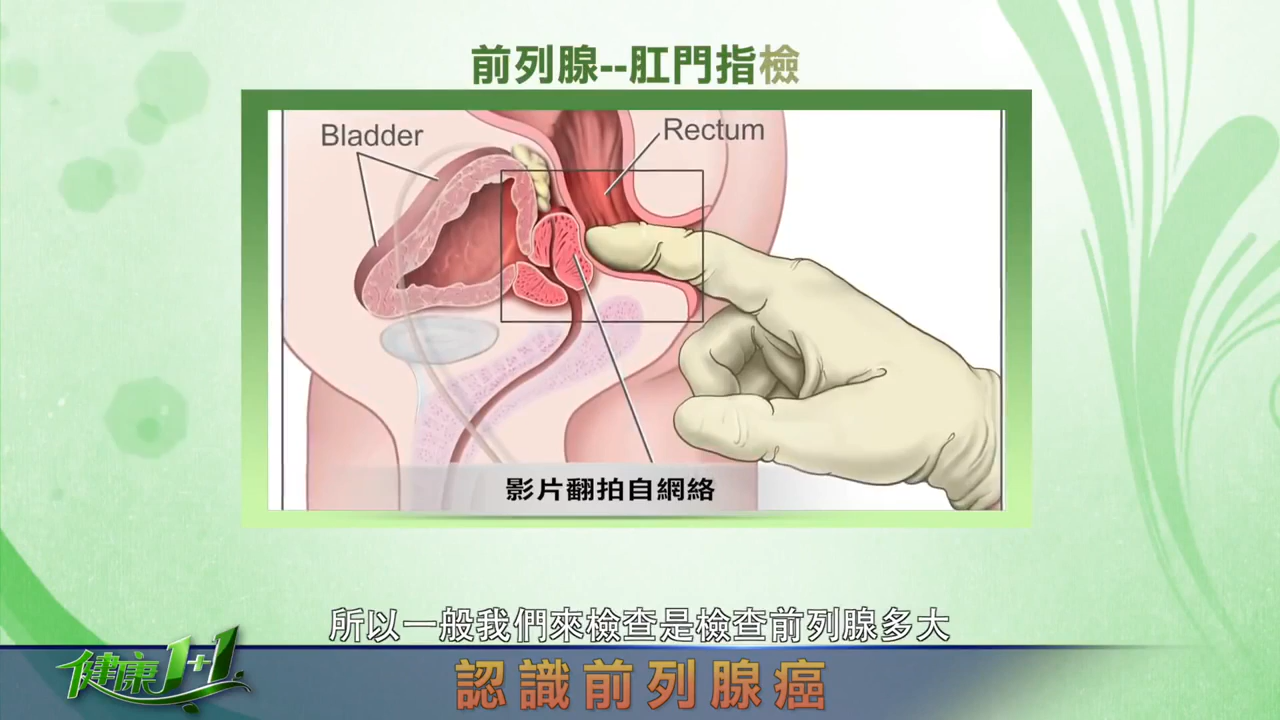 前列腺--肛門指檢
Bladder
Rectum
影片翻拍自網絡
所以一般我們來檢查是檢查前列腺多大
健康1+1
認識前列腺癌